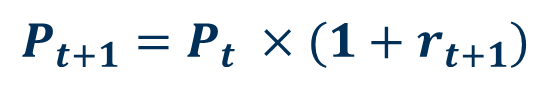 P_{t+1} = P_t × (1 + r_{t+1})